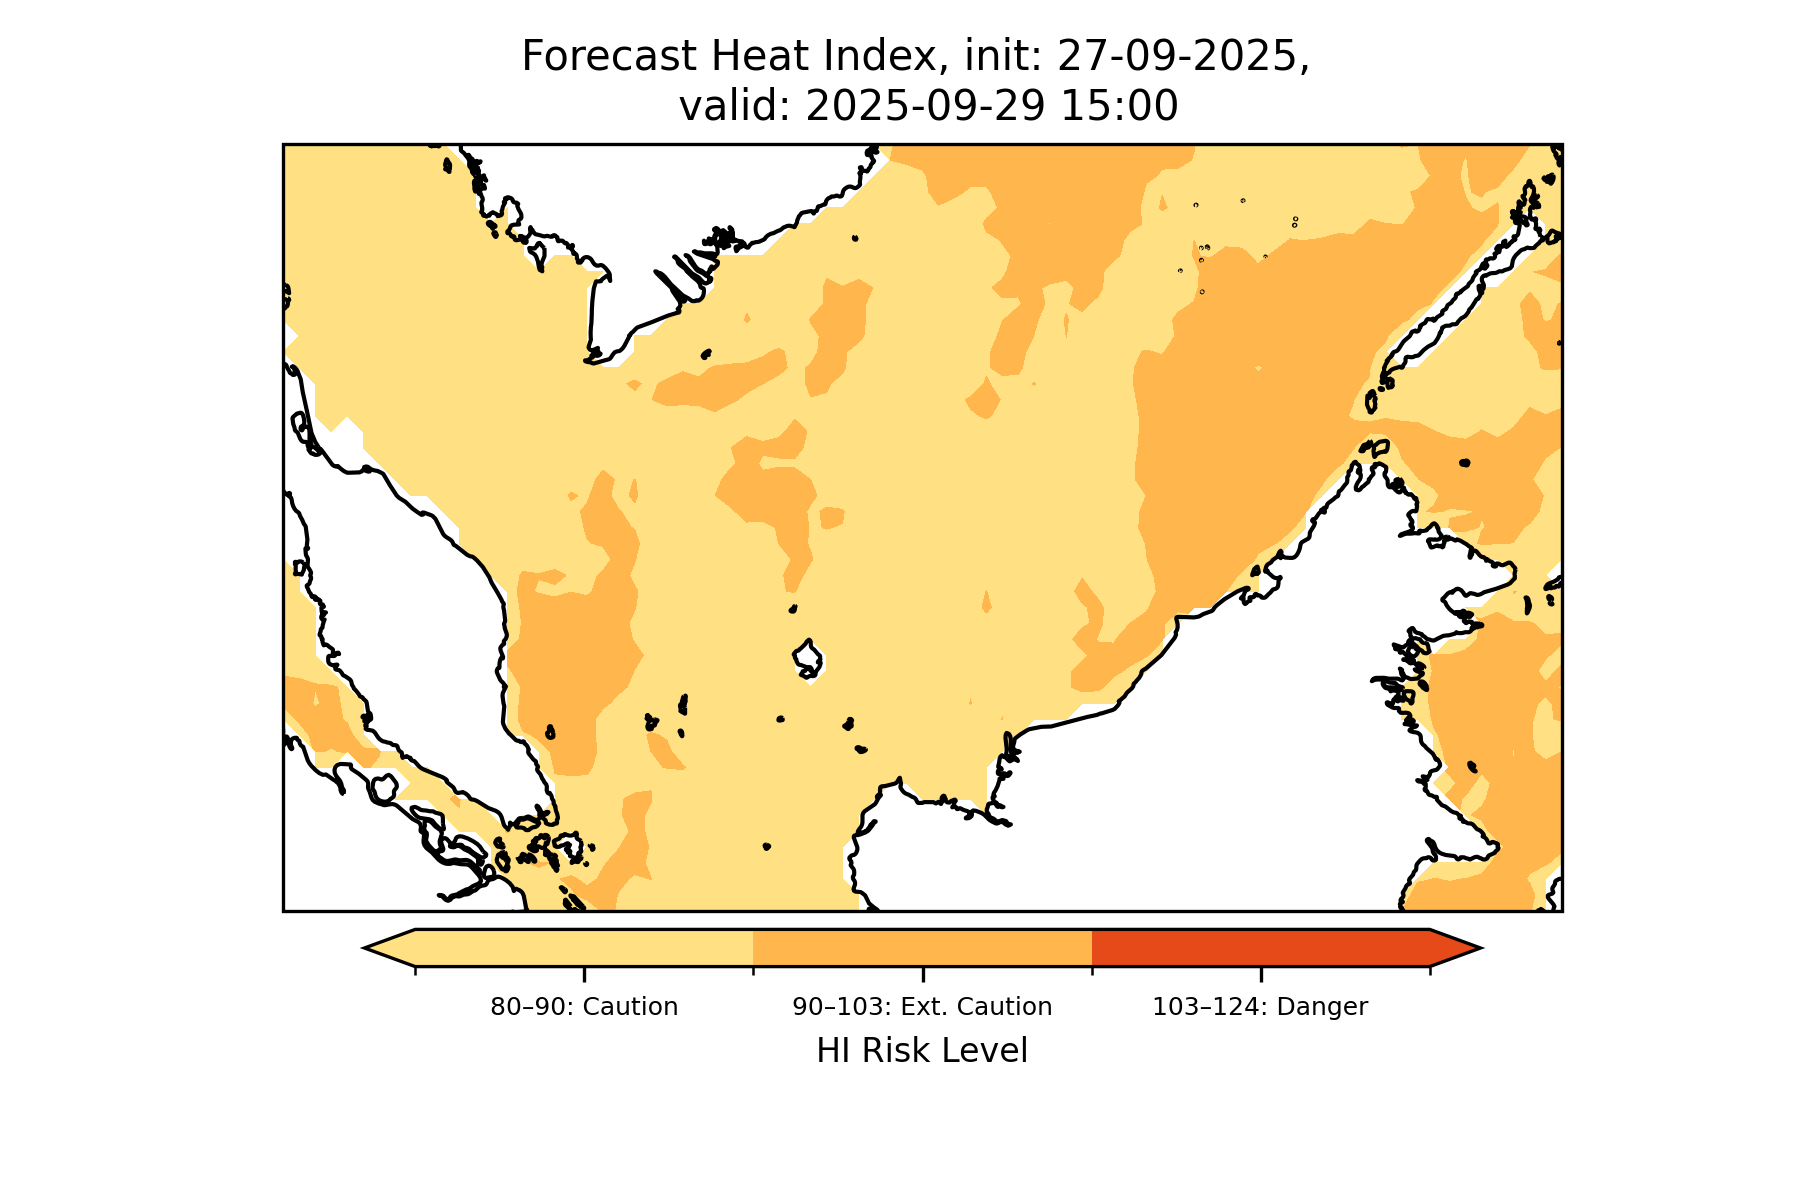 Forecast Heat Index, init: 27-09-2025,
valid: 2025-09-29 15:00
80–90: Caution
90–103: Ext. Caution
103–124: Danger
HI Risk Level